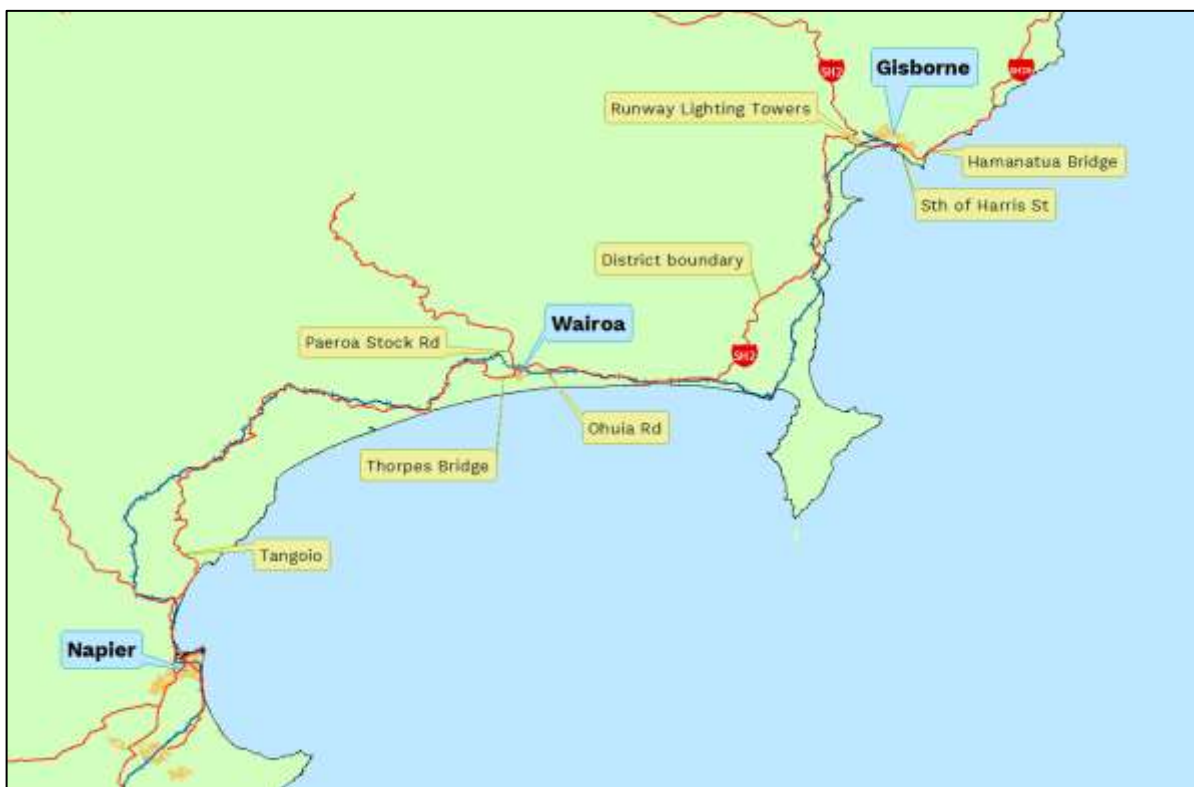 SH2
Gisborne
Runway Lighting Towers
Hamanatua Bridge
Sth of Harris St
District boundary
Wairoa
Paeroa Stock Rd
SH2
Ohuia Rd
Thorpes Bridge
Tangoio
Napier